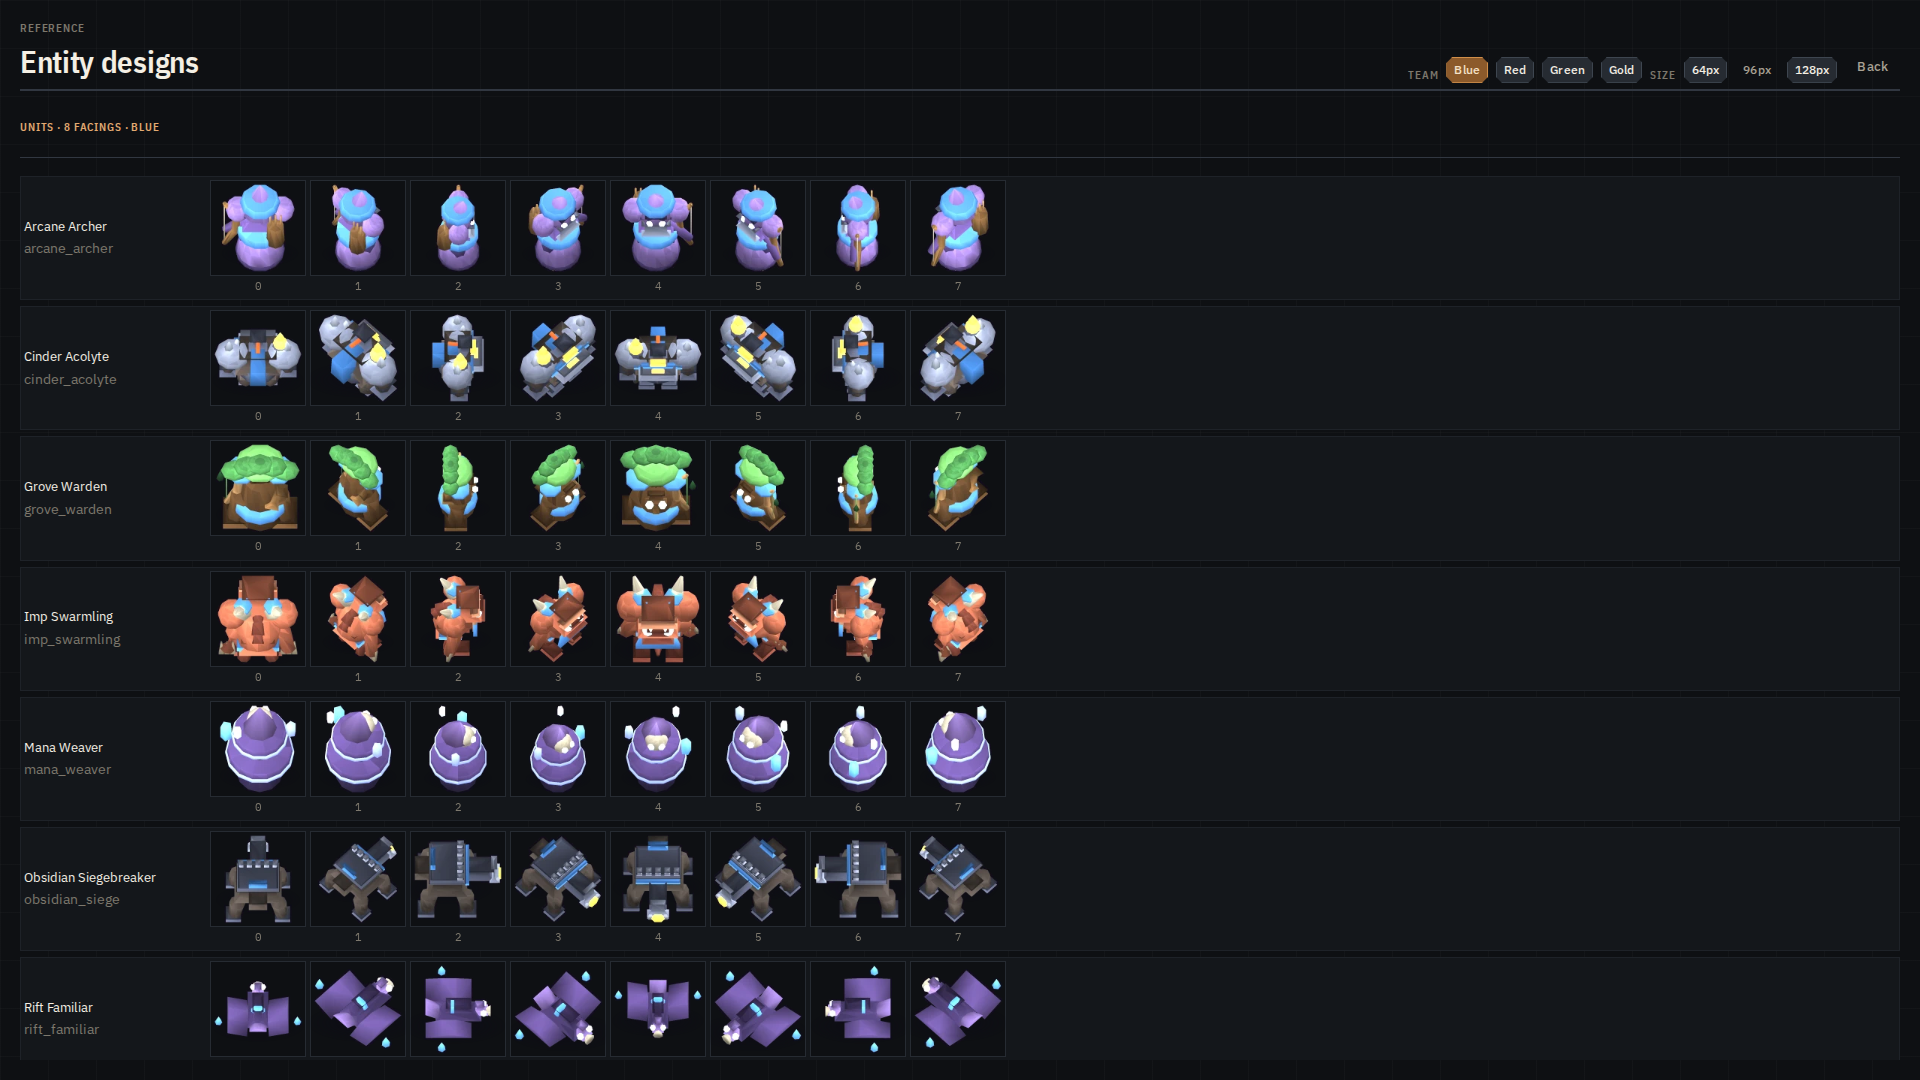 REFERENCE
Entity designs
TEAM Blue Red Green Gold SIZE 64px 96px 128px Back
UNITS · 8 FACINGS · BLUE
Arcane Archer
arcane_archer
0 1 2 3 4 5 6 7
Cinder Acolyte
cinder_acolyte
0 1 2 3 4 5 6 7
Grove Warden
grove_warden
0 1 2 3 4 5 6 7
Imp Swarmling
imp_swarmling
0 1 2 3 4 5 6 7
Mana Weaver
mana_weaver
0 1 2 3 4 5 6 7
Obsidian Siegebreaker
obsidian_siege
0 1 2 3 4 5 6 7
Rift Familiar
rift_familiar